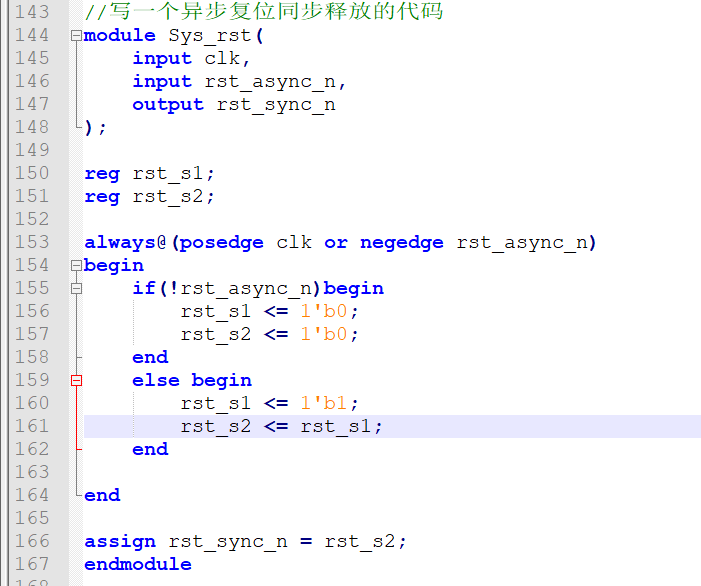 143 //写一个异步复位同步释放的代码
144 module Sys_rst(
145     input clk,
146     input rst_async_n,
147     output rst_sync_n
148 );
149
150 reg rst_s1;
151 reg rst_s2;
152
153 always@(posedge clk or negedge rst_async_n)
154 begin
155     if(!rst_async_n)begin
156         rst_s1 <= 1'b0;
157         rst_s2 <= 1'b0;
158     end
159     else begin
160         rst_s1 <= 1'b1;
161         rst_s2 <= rst_s1;
162     end
163
164 end
165
166 assign rst_sync_n = rst_s2;
167 endmodule